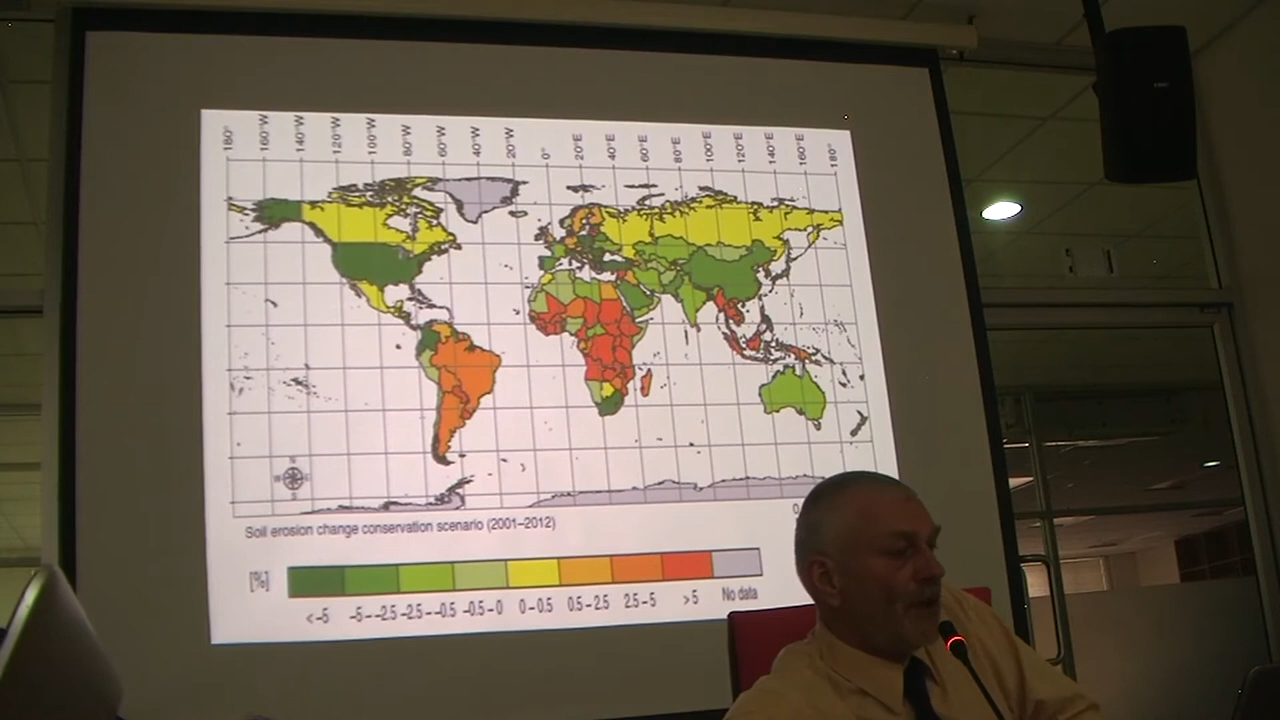 180° 160°W 140°W 120°W 100°W 80°W 60°W 40°W 20°W 0° 20°E 40°E 60°E 80°E 100°E 120°E 140°E 160°E 180°
N
W E
S
0
Soil erosion change conservation scenario (2001–2012)
[%]
< -5 -5--2.5 -2.5--0.5 -0.5-0 0-0.5 0.5-2.5 2.5-5 >5 No data